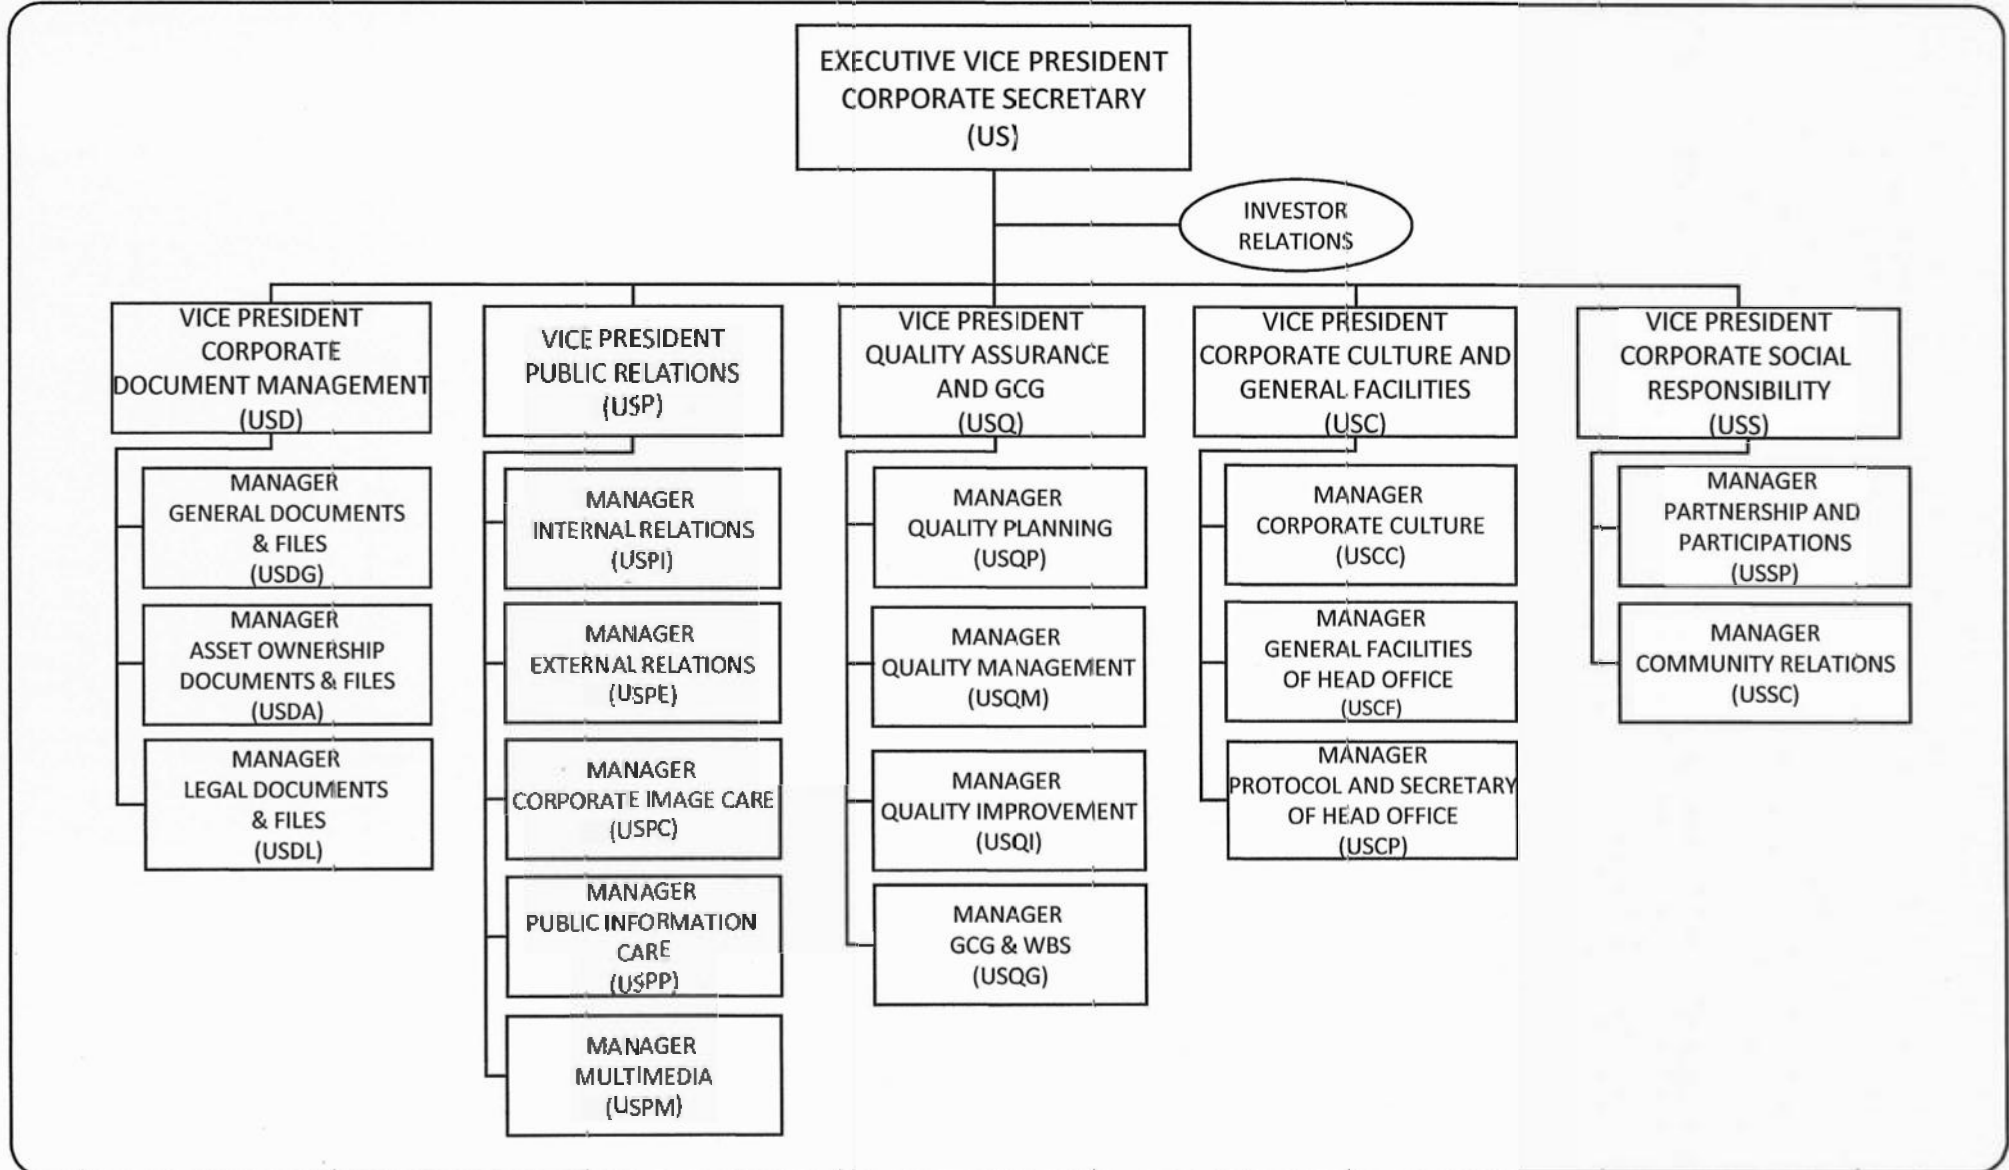 EXECUTIVE VICE PRESIDENT
CORPORATE SECRETARY
(US)
INVESTOR
RELATIONS
VICE PRESIDENT
CORPORATE
DOCUMENT MANAGEMENT
(USD)
MANAGER
GENERAL DOCUMENTS
& FILES
(USDG)
MANAGER
ASSET OWNERSHIP
DOCUMENTS & FILES
(USDA)
MANAGER
LEGAL DOCUMENTS
& FILES
(USDL)
VICE PRESIDENT
PUBLIC RELATIONS
(USP)
MANAGER
INTERNAL RELATIONS
(USPI)
MANAGER
EXTERNAL RELATIONS
(USPE)
MANAGER
CORPORATE IMAGE CARE
(USPC)
MANAGER
PUBLIC INFORMATION
CARE
(USPP)
MANAGER
MULTIMEDIA
(USPM)
VICE PRESIDENT
QUALITY ASSURANCE
AND GCG
(USQ)
MANAGER
QUALITY PLANNING
(USQP)
MANAGER
QUALITY MANAGEMENT
(USQM)
MANAGER
QUALITY IMPROVEMENT
(USQI)
MANAGER
GCG & WBS
(USQG)
VICE PRESIDENT
CORPORATE CULTURE AND
GENERAL FACILITIES
(USC)
MANAGER
CORPORATE CULTURE
(USCC)
MANAGER
GENERAL FACILITIES
OF HEAD OFFICE
(USCF)
MANAGER
PROTOCOL AND SECRETARY
OF HEAD OFFICE
(USCP)
VICE PRESIDENT
CORPORATE SOCIAL
RESPONSIBILITY
(USS)
MANAGER
PARTNERSHIP AND
PARTICIPATIONS
(USSP)
MANAGER
COMMUNITY RELATIONS
(USSC)